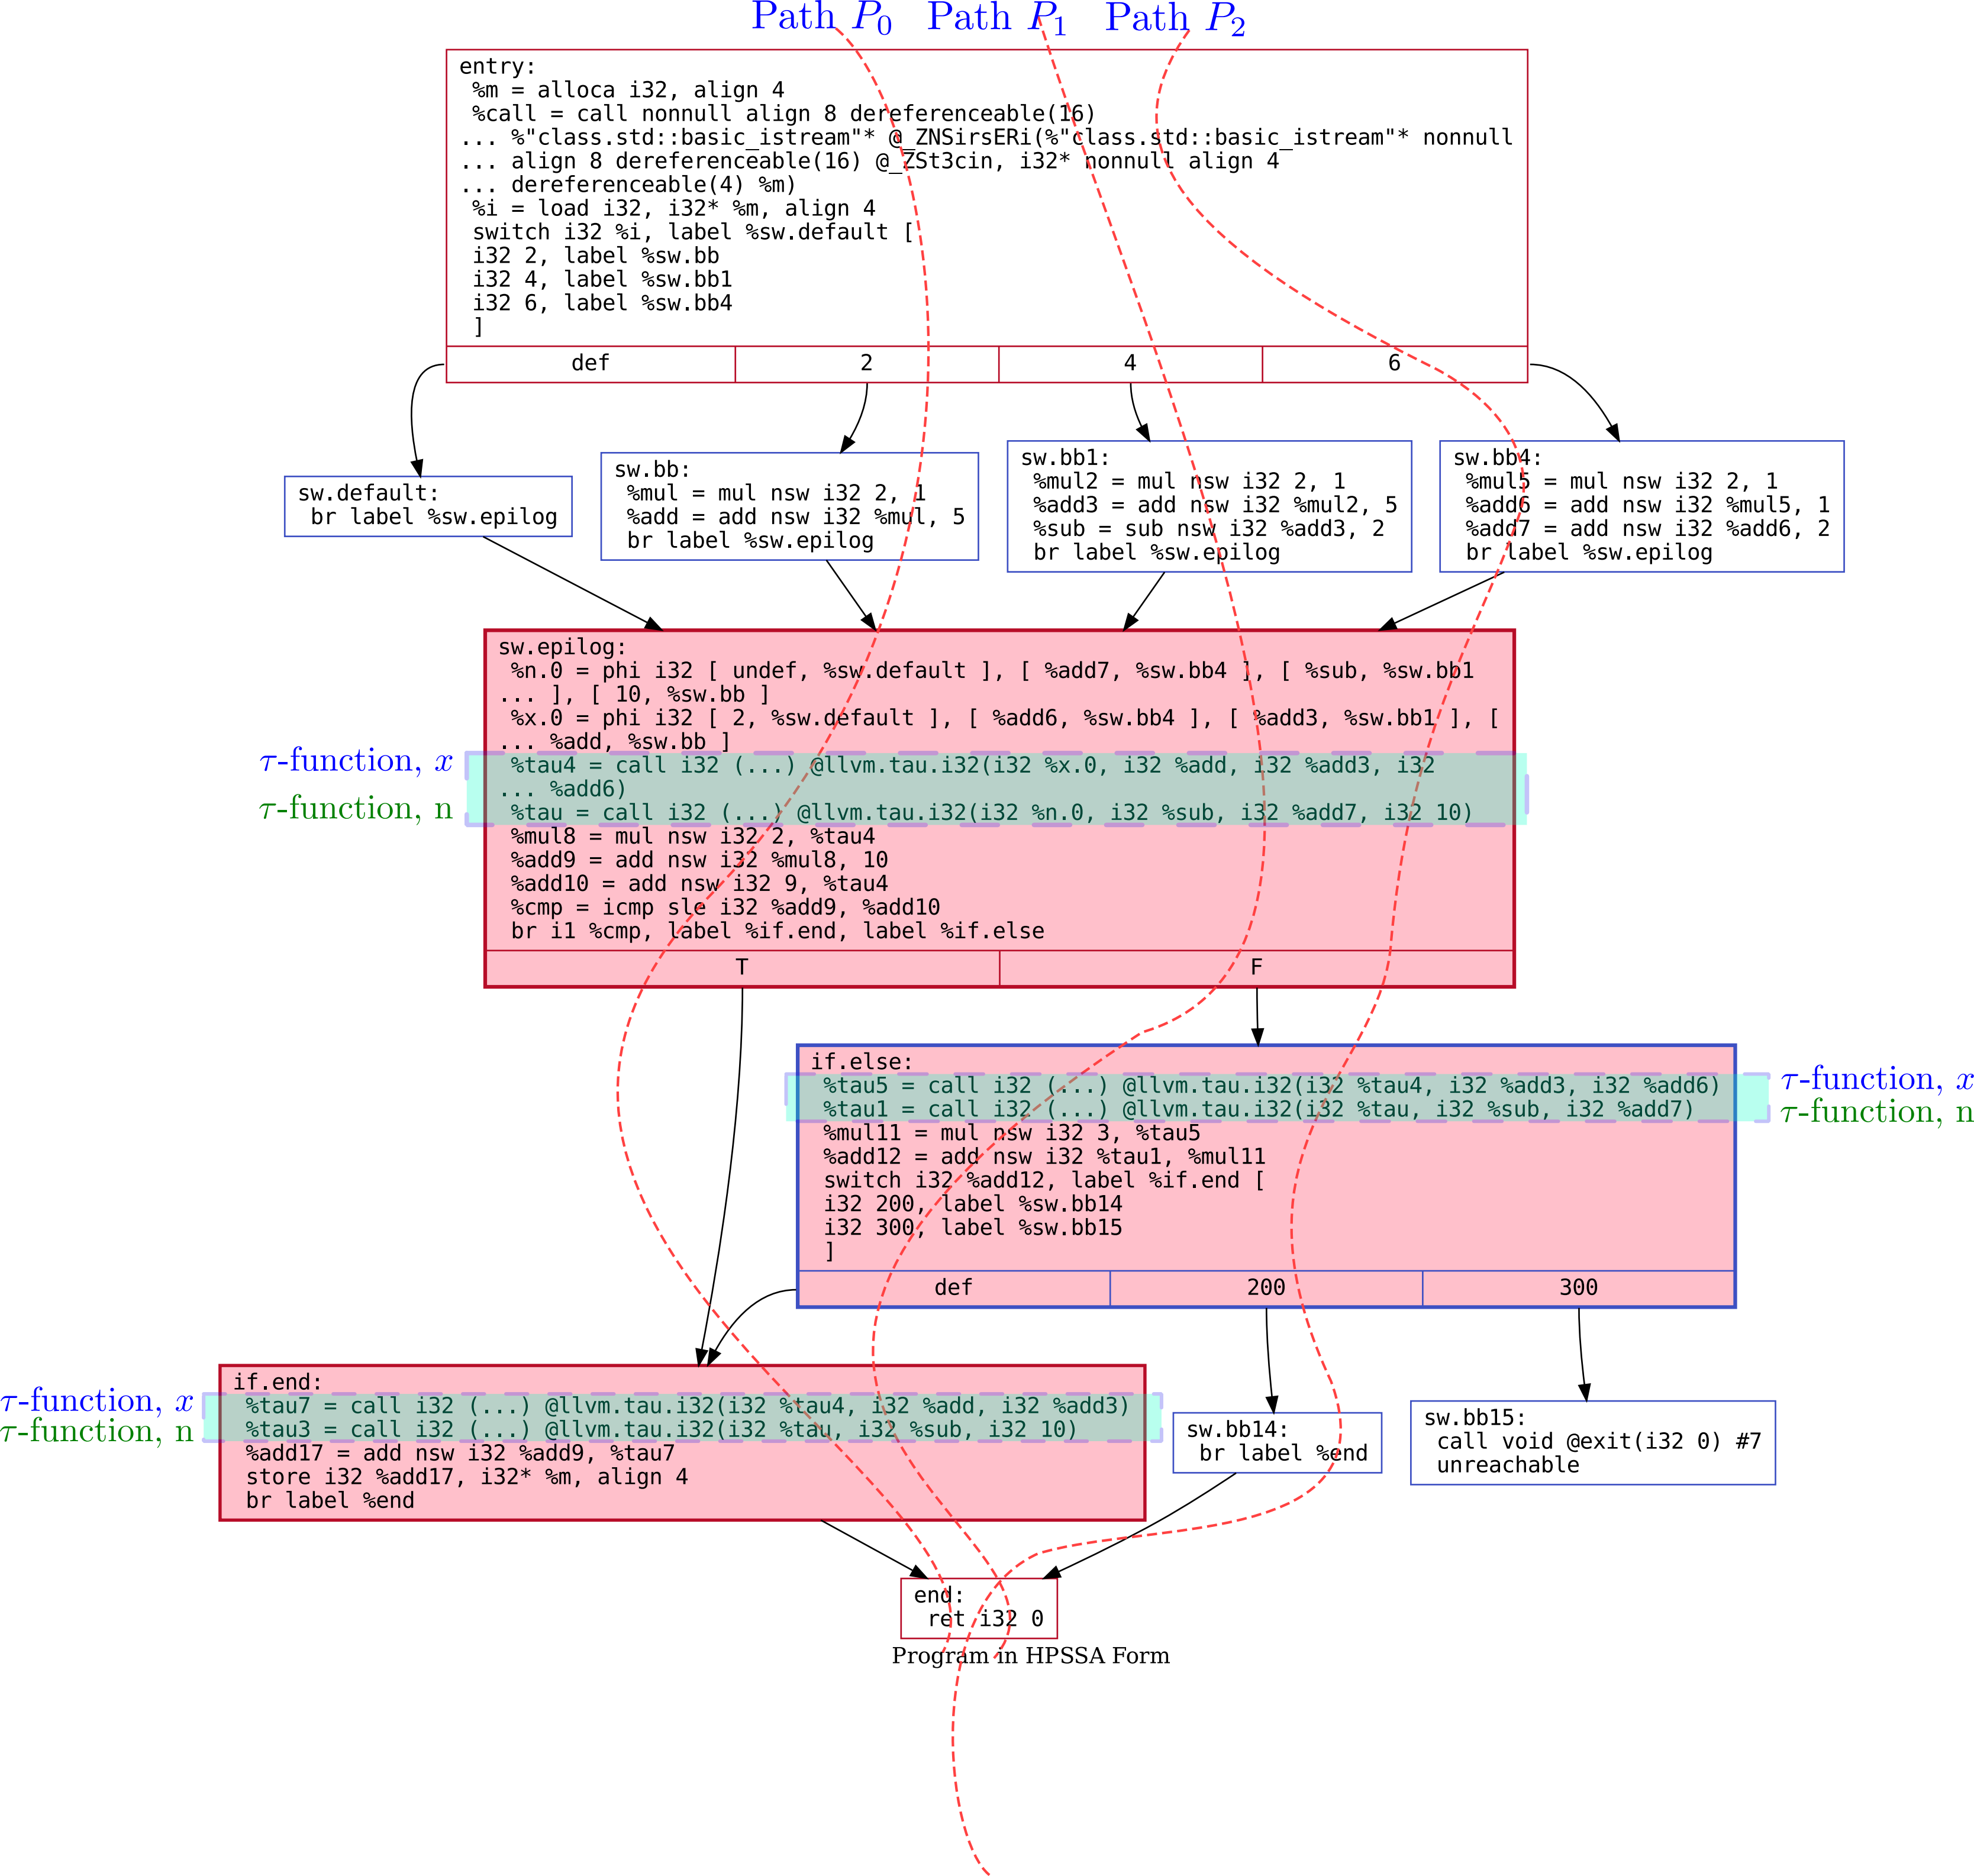 Path P0 Path P1 Path P2
entry:
%m = alloca i32, align 4
%call = call nonnull align 8 dereferenceable(16)
... %"class.std::basic_istream"* @_ZNSirsERi(%"class.std::basic_istream"* nonnull
... align 8 dereferenceable(16) @_ZSt3cin, i32* nonnull align 4
... dereferenceable(4) %m)
%i = load i32, i32* %m, align 4
switch i32 %i, label %sw.default [
i32 2, label %sw.bb
i32 4, label %sw.bb1
i32 6, label %sw.bb4
]
def 2 4 6
sw.default:
br label %sw.epilog
sw.bb:
%mul = mul nsw i32 2, 1
%add = add nsw i32 %mul, 5
br label %sw.epilog
sw.bb1:
%mul2 = mul nsw i32 2, 1
%add3 = add nsw i32 %mul2, 5
%sub = sub nsw i32 %add3, 2
br label %sw.epilog
sw.bb4:
%mul5 = mul nsw i32 2, 1
%add6 = add nsw i32 %mul5, 1
%add7 = add nsw i32 %add6, 2
br label %sw.epilog
sw.epilog:
%n.0 = phi i32 [ undef, %sw.default ], [ %add7, %sw.bb4 ], [ %sub, %sw.bb1
... ], [ 10, %sw.bb ]
%x.0 = phi i32 [ 2, %sw.default ], [ %add6, %sw.bb4 ], [ %add3, %sw.bb1 ], [
... %add, %sw.bb ]
τ-function, x
τ-function, n
%tau4 = call i32 (...) @llvm.tau.i32(i32 %x.0, i32 %add, i32 %add3, i32
... %add6)
%tau = call i32 (...) @llvm.tau.i32(i32 %n.0, i32 %sub, i32 %add7, i32 10)
%mul8 = mul nsw i32 2, %tau4
%add9 = add nsw i32 %mul8, 10
%add10 = add nsw i32 9, %tau4
%cmp = icmp sle i32 %add9, %add10
br i1 %cmp, label %if.end, label %if.else
T F
if.else:
%tau5 = call i32 (...) @llvm.tau.i32(i32 %tau4, i32 %add3, i32 %add6)
%tau1 = call i32 (...) @llvm.tau.i32(i32 %tau, i32 %sub, i32 %add7)
τ-function, x
τ-function, n
%mul11 = mul nsw i32 3, %tau5
%add12 = add nsw i32 %tau1, %mul11
switch i32 %add12, label %if.end [
i32 200, label %sw.bb14
i32 300, label %sw.bb15
]
def 200 300
τ-function, x
τ-function, n
if.end:
%tau7 = call i32 (...) @llvm.tau.i32(i32 %tau4, i32 %add, i32 %add3)
%tau3 = call i32 (...) @llvm.tau.i32(i32 %tau, i32 %sub, i32 10)
%add17 = add nsw i32 %add9, %tau7
store i32 %add17, i32* %m, align 4
br label %end
sw.bb14:
br label %end
sw.bb15:
call void @exit(i32 0) #7
unreachable
end:
ret i32 0
Program in HPSSA Form